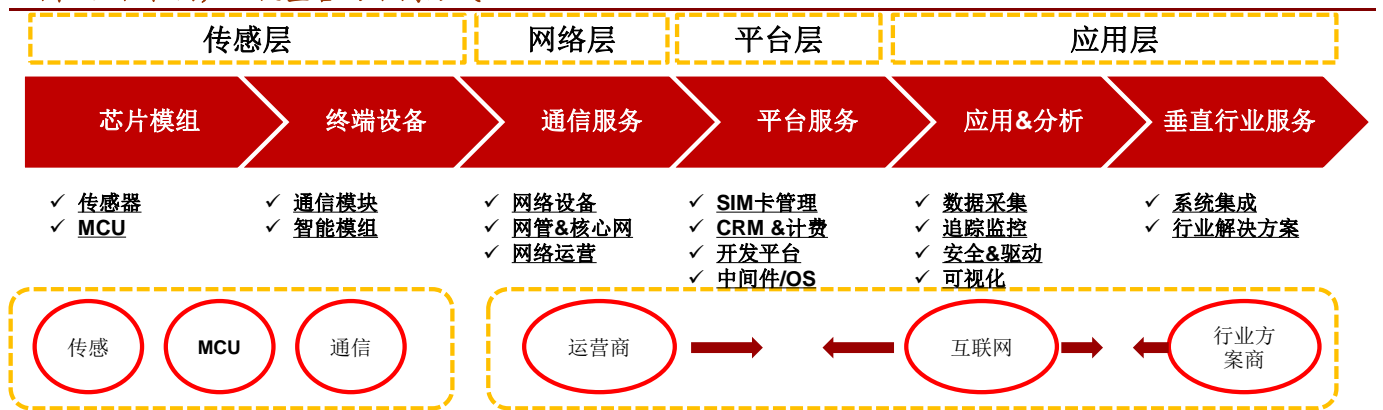 传感层
网络层
平台层
应用层
芯片模组
终端设备
通信服务
平台服务
应用&分析
垂直行业服务
✓ 传感器
✓ MCU
✓ 通信模块
✓ 智能模组
✓ 网络设备
✓ 网管&核心网
✓ 网络运营
✓ SIM卡管理
✓ CRM &计费
✓ 开发平台
✓ 中间件/OS
✓ 数据采集
✓ 追踪监控
✓ 安全&驱动
✓ 可视化
✓ 系统集成
✓ 行业解决方案
传感
MCU
通信
运营商
互联网
行业方
案商